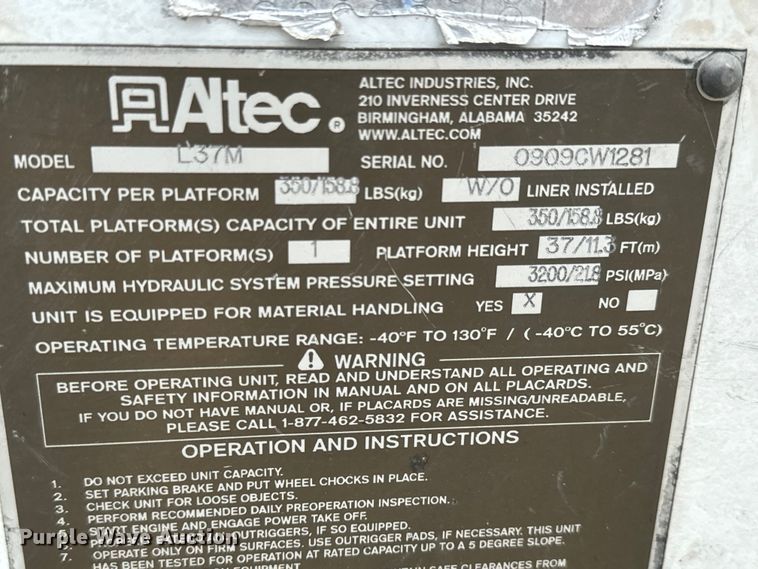 Altec®
ALTEC INDUSTRIES, INC.
210 INVERNESS CENTER DRIVE
BIRMINGHAM, ALABAMA 35242
WWW.ALTEC.COM
MODEL L37M SERIAL NO. 0909CW1281
CAPACITY PER PLATFORM 350/158.8 LBS(kg) W/O LINER INSTALLED
TOTAL PLATFORM(S) CAPACITY OF ENTIRE UNIT 350/158.8 LBS(kg)
NUMBER OF PLATFORM(S) 1 PLATFORM HEIGHT 37/11.3 FT(m)
MAXIMUM HYDRAULIC SYSTEM PRESSURE SETTING 3200/21.8 PSI(MPa)
UNIT IS EQUIPPED FOR MATERIAL HANDLING YES X NO
OPERATING TEMPERATURE RANGE: -40°F TO 130°F / (-40°C TO 55°C)
WARNING
BEFORE OPERATING UNIT, READ AND UNDERSTAND ALL OPERATING AND
SAFETY INFORMATION IN MANUAL AND ON ALL PLACARDS.
IF YOU DO NOT HAVE MANUAL OR, IF PLACARDS ARE MISSING/UNREADABLE,
PLEASE CALL 1-877-462-5832 FOR ASSISTANCE.
OPERATION AND INSTRUCTIONS
1. DO NOT EXCEED UNIT CAPACITY.
2. SET PARKING BRAKE AND PUT WHEEL CHOCKS IN PLACE.
3. CHECK UNIT FOR LOOSE OBJECTS.
4. PERFORM RECOMMENDED DAILY PREOPERATION INSPECTION.
5. START ENGINE AND ENGAGE POWER TAKE OFF.
OUTRIGGERS, IF SO EQUIPPED.
7. OPERATE ONLY ON FIRM SURFACES. USE OUTRIGGER PADS, IF NECESSARY. THIS UNIT
HAS BEEN TESTED FOR OPERATION AT RATED CAPACITY UP TO A 5 DEGREE SLOPE.
SAFE CLEARANCES FROM
Purple Wave Auction